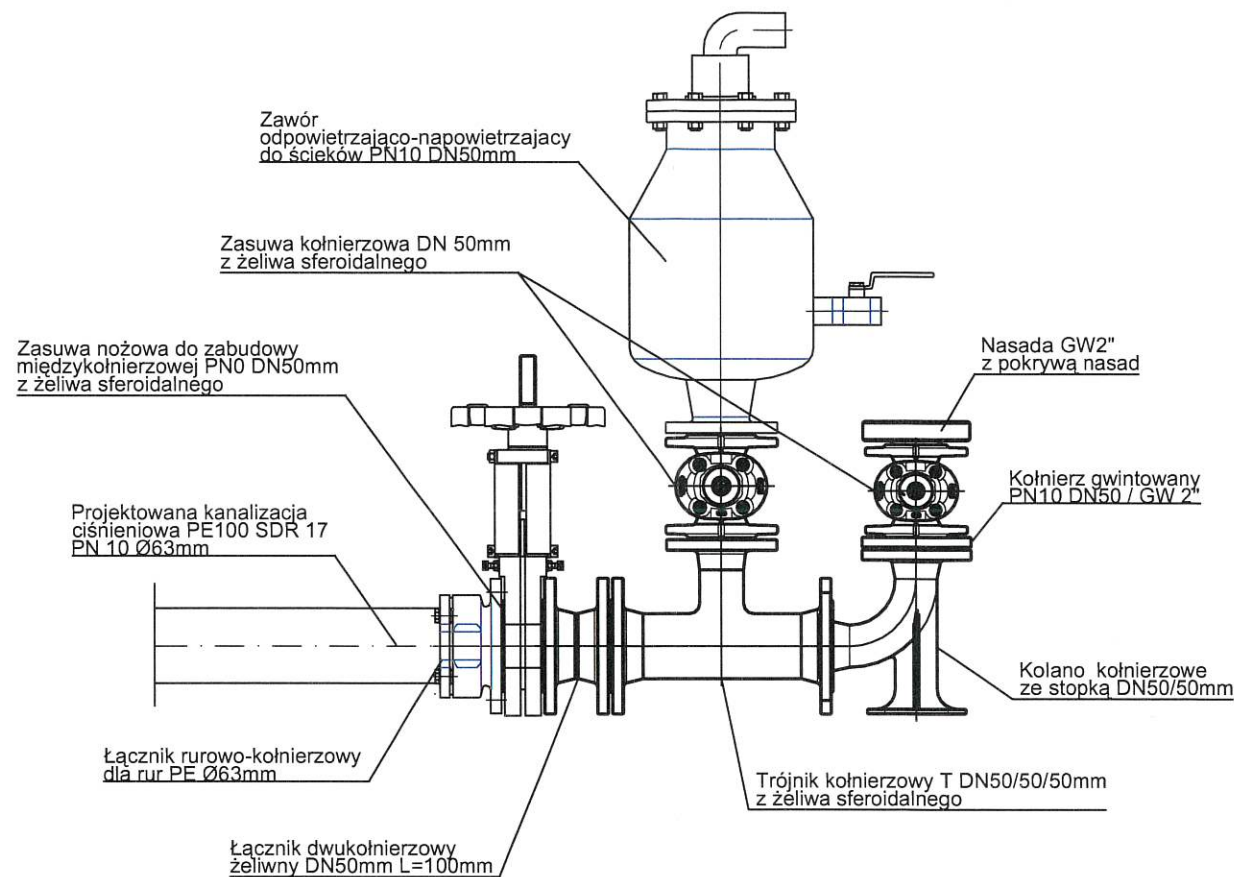 Zawór
odpowietrzająco-napowietrzajacy
do ścieków PN10 DN50mm
Zasuwa kołnierzowa DN 50mm
z żeliwa sferoidalnego
Zasuwa nożowa do zabudowy
międzykołnierzowej PN0 DN50mm
z żeliwa sferoidalnego
Nasada GW2"
z pokrywą nasad
Kołnierz gwintowany
PN10 DN50 / GW 2"
Projektowana kanalizacja
ciśnieniowa PE100 SDR 17
PN 10 Ø63mm
Kolano kołnierzowe
ze stopką DN50/50mm
Łącznik rurowo-kołnierzowy
dla rur PE Ø63mm
Trójnik kołnierzowy T DN50/50/50mm
z żeliwa sferoidalnego
Łącznik dwukołnierzowy
żeliwny DN50mm L=100mm